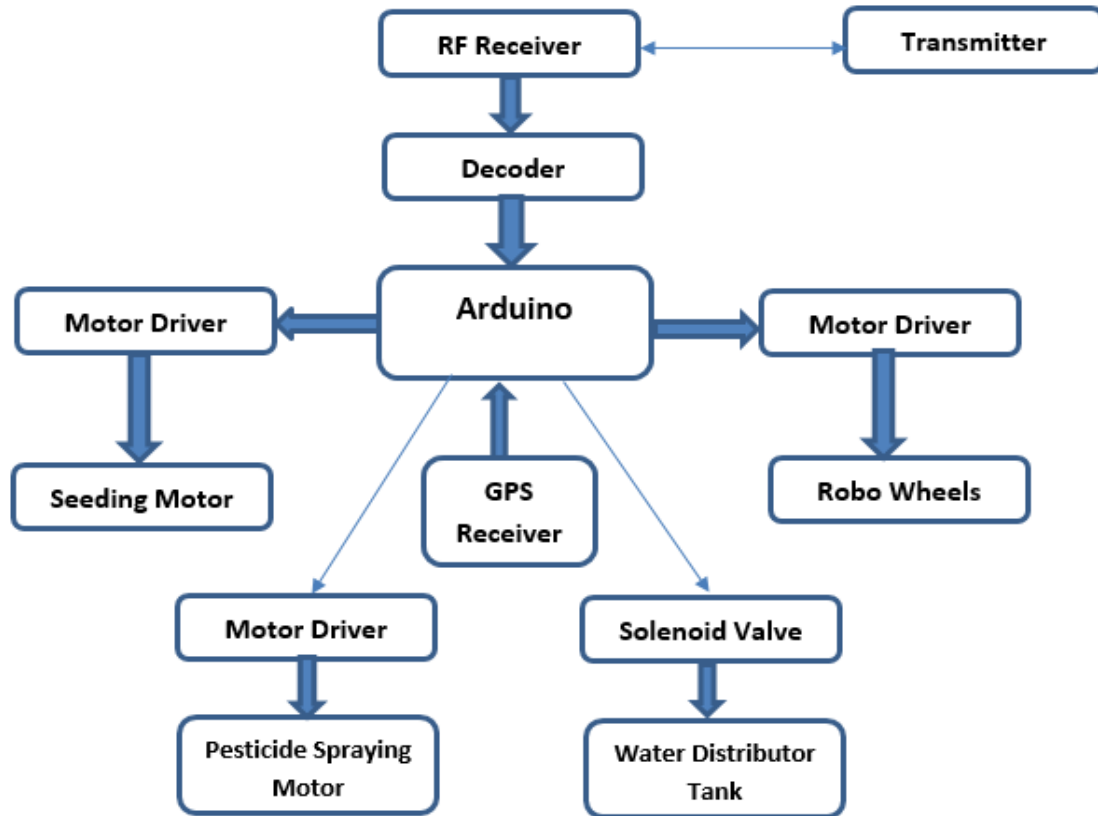 RF Receiver
Transmitter
Decoder
Arduino
Motor Driver
Motor Driver
Seeding Motor
GPS
Receiver
Robo Wheels
Motor Driver
Solenoid Valve
Pesticide Spraying
Motor
Water Distributor
Tank